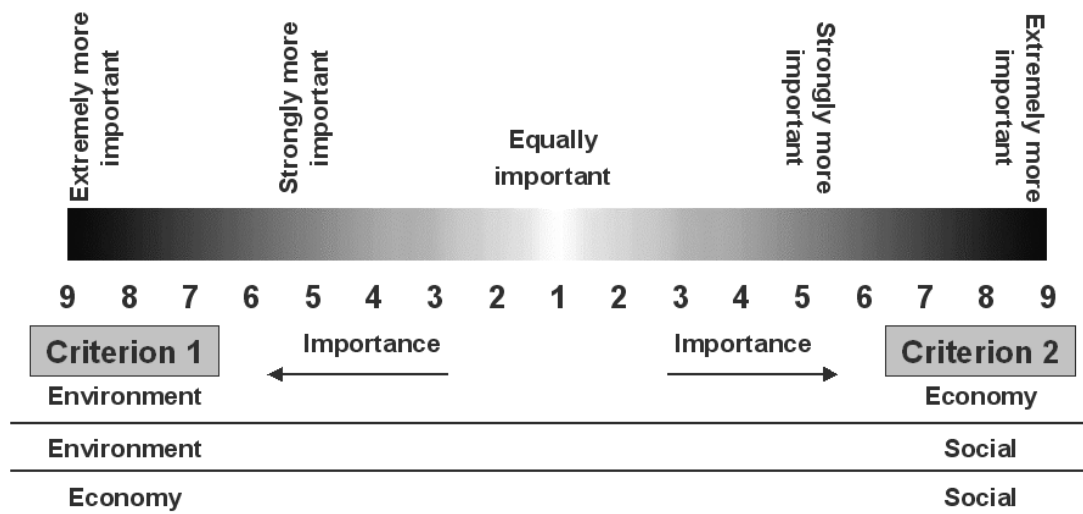 Extremely more
important
Strongly more
important
Equally
important
Strongly more
important
Extremely more
important
9 8 7 6 5 4 3 2 1 2 3 4 5 6 7 8 9
Criterion 1 Importance Importance Criterion 2
Environment Economy
Environment Social
Economy Social